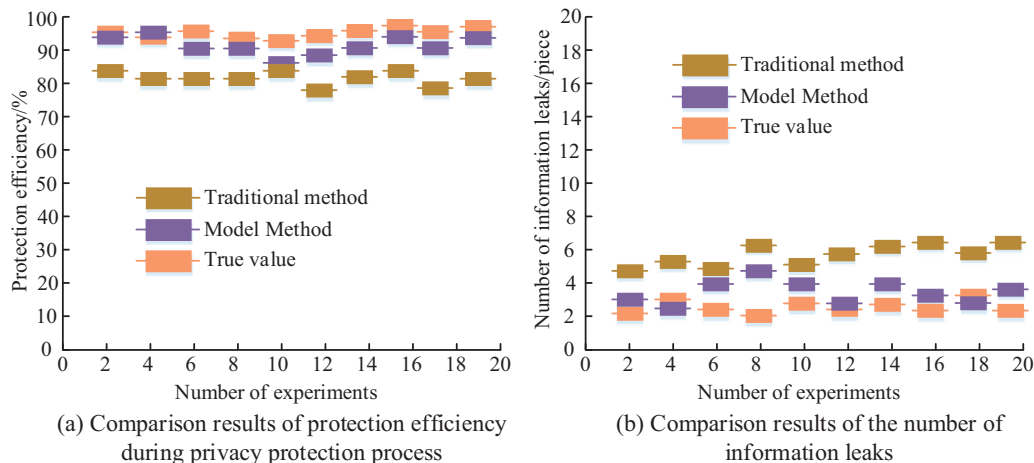 100
90
80
70
60
50
40
30
20
10
0
Protection efficiency/%
Traditional method
Model Method
True value
0 2 4 6 8 10 12 14 16 18 20
Number of experiments
(a) Comparison results of protection efficiency
during privacy protection process
20
18
16
14
12
10
8
6
4
2
0
Number of information leaks/piece
Traditional method
Model Method
True value
0 2 4 6 8 10 12 14 16 18 20
Number of experiments
(b) Comparison results of the number of
information leaks